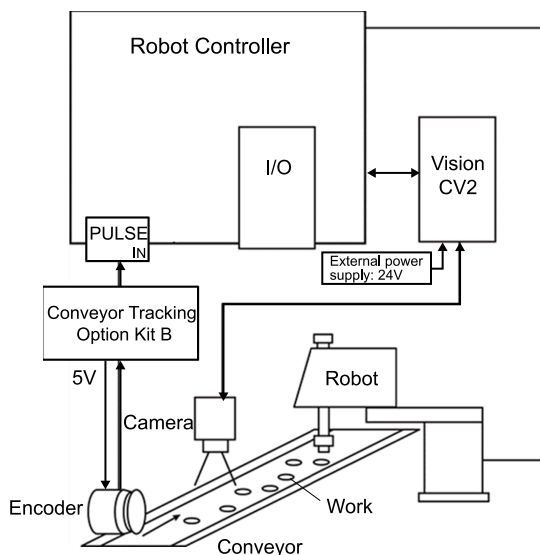 Robot Controller
I/O
Vision
CV2
PULSE
IN
External power
supply: 24V
Conveyor Tracking
Option Kit B
5V
Robot
Camera
Encoder
Work
Conveyor